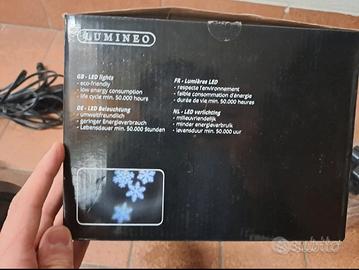 LUMINEO
GB - LED lights
- eco-friendly
- low energy consumption
- life cycle min. 50.000 hours
DE - LED Beleuchtung
- umweltfreundlich
- geringer Energieverbrauch
- Lebensdauer min. 50.000 Stunden
FR - Lumières LED
- respecte l'environnement
- faible consommation d'énergie
- durée de vie min. 50.000 heures
NL - LED verlichting
- milieuvriendelijk
- minder energieverbruik
- levensduur min. 50.000 uur
subito